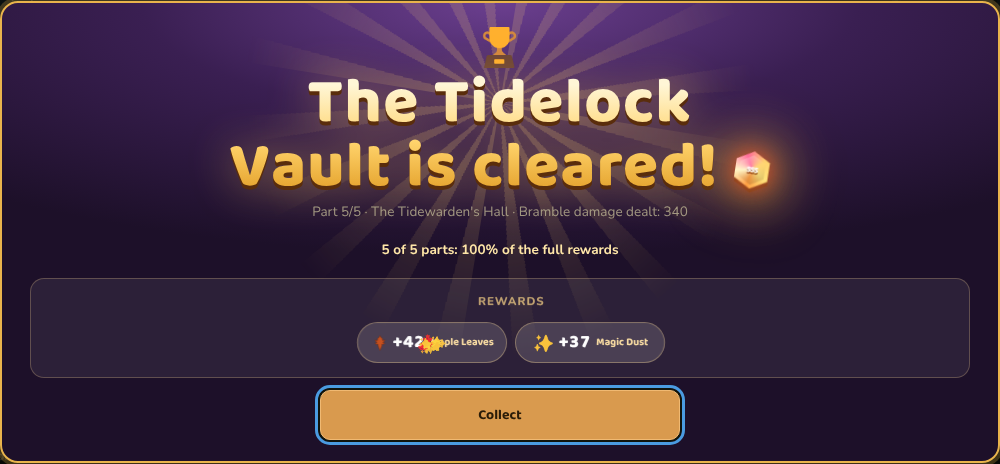 The Tidelock
Vault is cleared!
Part 5/5 · The Tidewarden's Hall · Bramble damage dealt: 340
5 of 5 parts: 100% of the full rewards
REWARDS
+42 Leaves
+37 Magic Dust
Collect